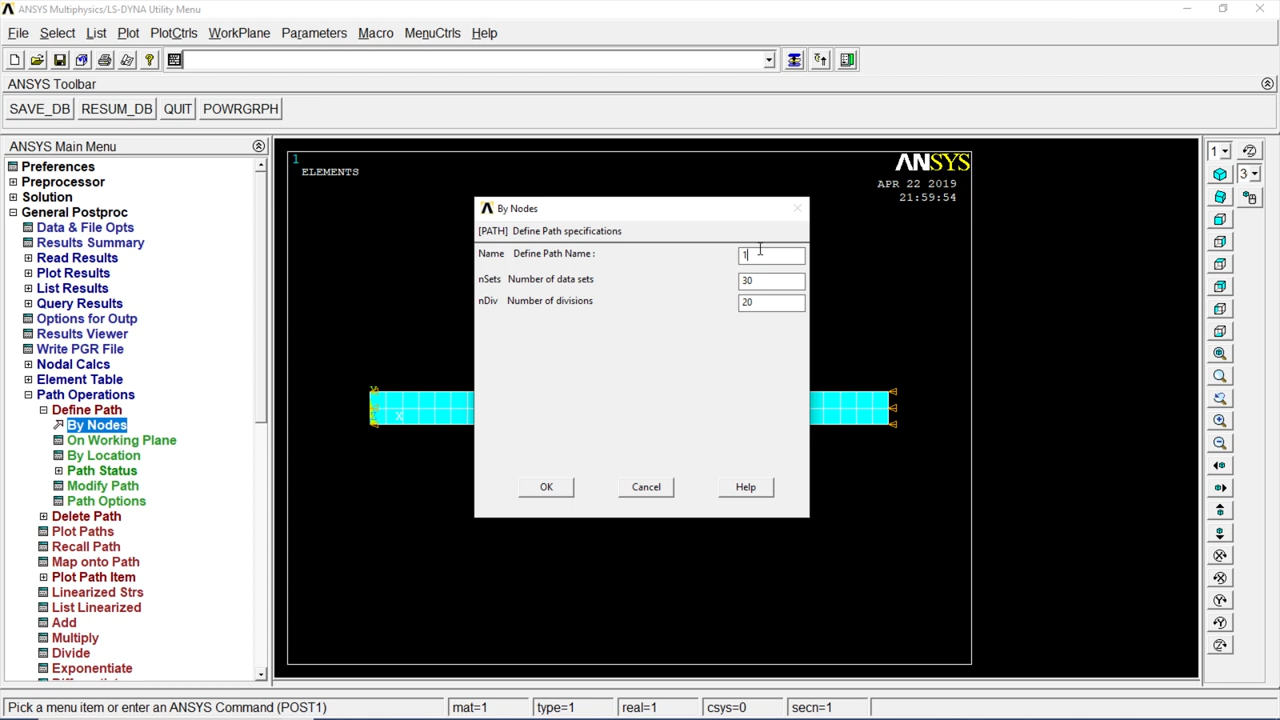 ANSYS Multiphysics/LS-DYNA Utility Menu
File Select List Plot PlotCtrls WorkPlane Parameters Macro MenuCtrls Help
ANSYS Toolbar
SAVE_DB RESUM_DB QUIT POWRGRPH
ANSYS Main Menu
Preferences
Preprocessor
Solution
General Postproc
Data & File Opts
Results Summary
Read Results
Plot Results
List Results
Query Results
Options for Outp
Results Viewer
Write PGR File
Nodal Calcs
Element Table
Path Operations
Define Path
By Nodes
On Working Plane
By Location
Path Status
Modify Path
Path Options
Delete Path
Plot Paths
Recall Path
Map onto Path
Plot Path Item
Linearized Strs
List Linearized
Add
Multiply
Divide
Exponentiate
1
ELEMENTS
ANSYS
APR 22 2019
21:59:54
X
By Nodes
[PATH] Define Path specifications
Name Define Path Name : 1
nSets Number of data sets 30
nDiv Number of divisions 20
OK Cancel Help
1
3
Pick a menu item or enter an ANSYS Command (POST1) mat=1 type=1 real=1 csys=0 secn=1